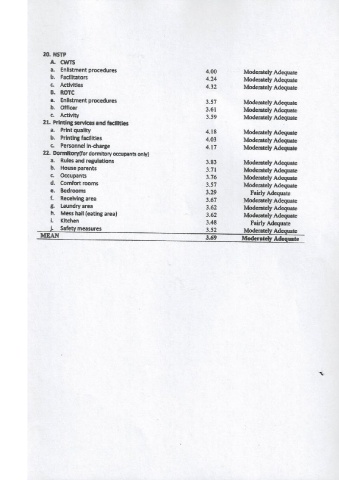 20. NSTP
A. CWTS
a. Enlistment procedures 4.00 Moderately Adequate
b. Facilitators 4.24 Moderately Adequate
c. Activities 4.32 Moderately Adequate
B. ROTC
a. Enlistment procedures 3.57 Moderately Adequate
b. Officer 3.61 Moderately Adequate
c. Activity 3.59 Moderately Adequate
21. Printing services and facilities
a. Print quality 4.18 Moderately Adequate
b. Printing facilities 4.03 Moderately Adequate
c. Personnel in-charge 4.17 Moderately Adequate
22. Dormitory(for dormitory occupants only)
a. Rules and regulations 3.83 Moderately Adequate
b. House parents 3.71 Moderately Adequate
c. Occupants 3.76 Moderately Adequate
d. Comfort rooms 3.57 Moderately Adequate
e. Bedrooms 3.29 Fairly Adequate
f. Receiving area 3.67 Moderately Adequate
g. Laundry area 3.62 Moderately Adequate
h. Mess hall (eating area) 3.62 Moderately Adequate
i. Kitchen 3.48 Fairly Adequate
j. Safety measures 3.52 Moderately Adequate
MEAN 3.69 Moderately Adequate